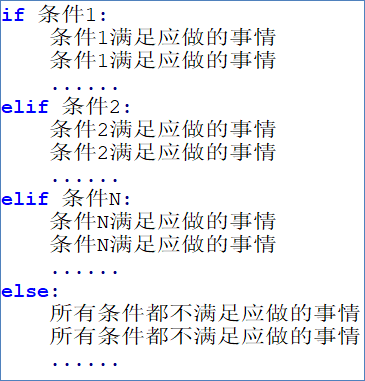 if 条件1:
    条件1满足应做的事情
    条件1满足应做的事情
    ......
elif 条件2:
    条件2满足应做的事情
    条件2满足应做的事情
    ......
elif 条件N:
    条件N满足应做的事情
    条件N满足应做的事情
    ......
else:
    所有条件都不满足应做的事情
    所有条件都不满足应做的事情
    ......